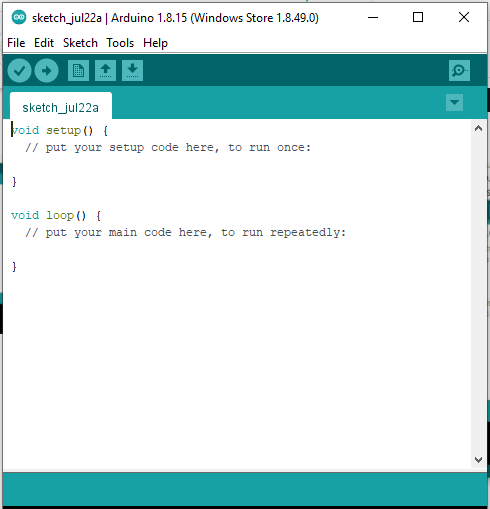 sketch_jul22a | Arduino 1.8.15 (Windows Store 1.8.49.0)
File Edit Sketch Tools Help
sketch_jul22a
void setup() {
  // put your setup code here, to run once:
}
void loop() {
  // put your main code here, to run repeatedly:
}